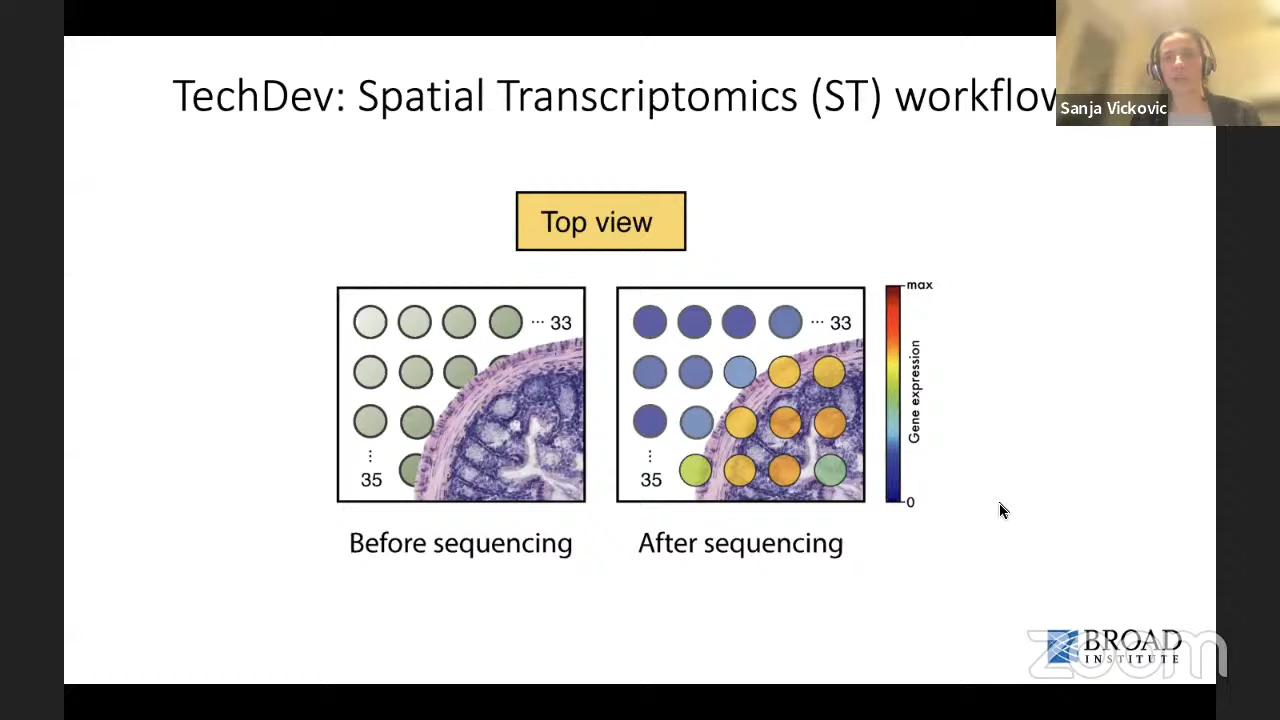 TechDev: Spatial Transcriptomics (ST) workflow
Sanja Vickovic
Top view
... 33
⋮
35
Before sequencing
... 33
⋮
35
After sequencing
max
Gene expression
0
BROAD
INSTITUTE
zoom